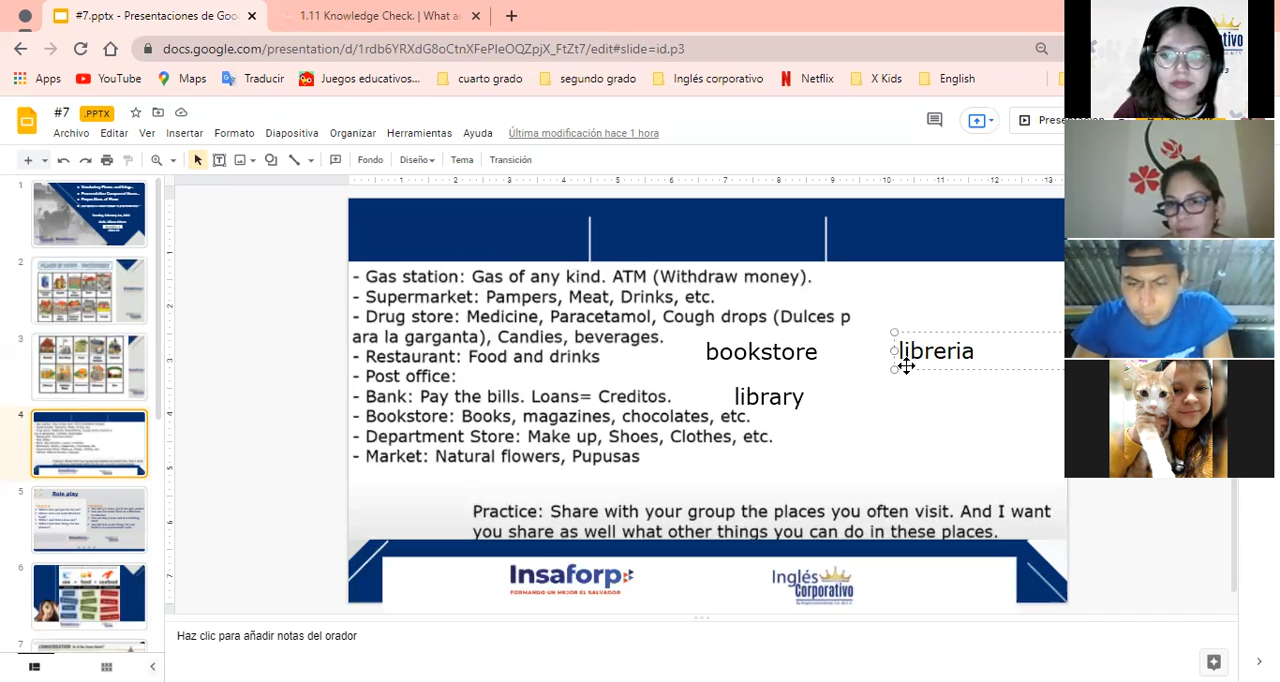 #7.pptx - Presentaciones de Goo
1.11 Knowledge Check. | What a
docs.google.com/presentation/d/1rdb6YRXdG8oCtnXFePIeOQZpjX_FtZt7/edit#slide=id.p3
Apps
YouTube
Maps
Traducir
Juegos educativos...
cuarto grado
segundo grado
Inglés corporativo
Netflix
X Kids
English
#7
.PPTX
Archivo
Editar
Ver
Insertar
Formato
Diapositiva
Organizar
Herramientas
Ayuda
Última modificación hace 1 hora
Fondo
Diseño
Tema
Transición
- Gas station: Gas of any kind. ATM (Withdraw money).
- Supermarket: Pampers, Meat, Drinks, etc.
- Drug store: Medicine, Paracetamol, Cough drops (Dulces p
ara la garganta), Candies, beverages.
- Restaurant: Food and drinks
bookstore
libreria
- Post office:
- Bank: Pay the bills. Loans= Creditos.
library
- Bookstore: Books, magazines, chocolates, etc.
- Department Store: Make up, Shoes, Clothes, etc.
- Market: Natural flowers, Pupusas
Practice: Share with your group the places you often visit. And I want
you share as well what other things you can do in these places.
Insaforp
FORMANDO UN MEJOR EL SALVADOR
Inglés
Corporativo
1
2
3
4
5
Role play
6
7
Haz clic para añadir notas del orador